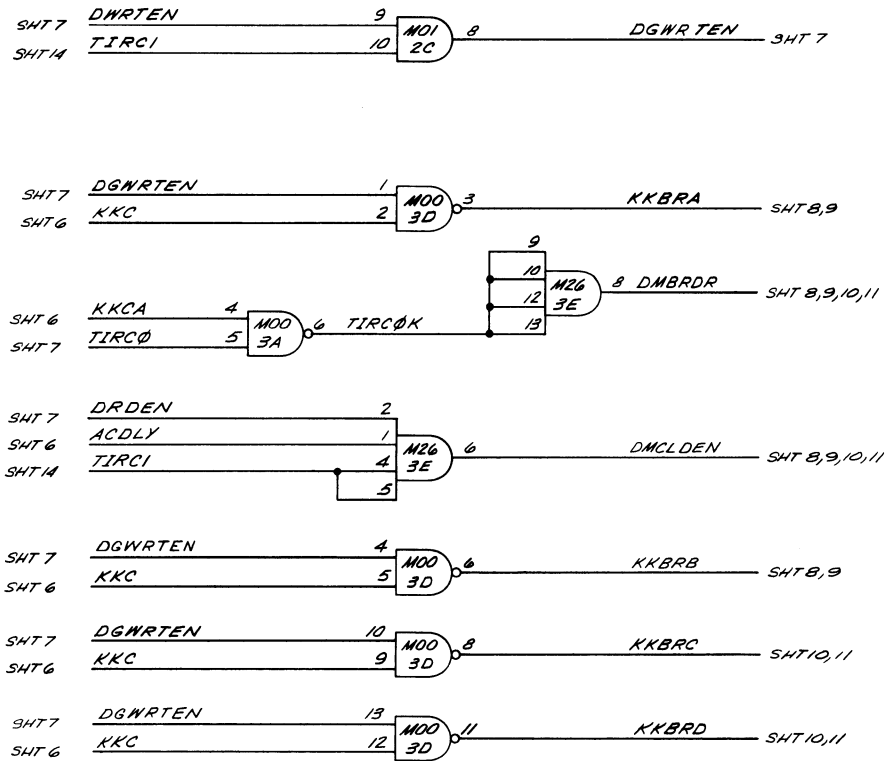 SHT 7 DWRTEN 9 M01 8 DGWRTEN SHT 7
SHT 14 TIRC1 10 2C
SHT 7 DGWRTEN 1 M00 3 KKBRA SHT 8,9
SHT 6 KKC 2 3D
9
10 M26 8 DMBRDR SHT 8,9,10,11
12 3E
13
SHT 6 KKCA 4 M00 6 TIRCØK
SHT 7 TIRCØ 5 3A
SHT 7 DRDEN 2
SHT 6 ACDLY 1 M26 6 DMCLDEN SHT 8,9,10,11
SHT 14 TIRC1 4 3E
5
SHT 7 DGWRTEN 4 M00 6 KKBRB SHT 8,9
SHT 6 KKC 5 3D
SHT 7 DGWRTEN 10 M00 8 KKBRC SHT 10,11
SHT 6 KKC 9 3D
SHT 7 DGWRTEN 13 M00 11 KKBRD SHT 10,11
SHT 6 KKC 12 3D